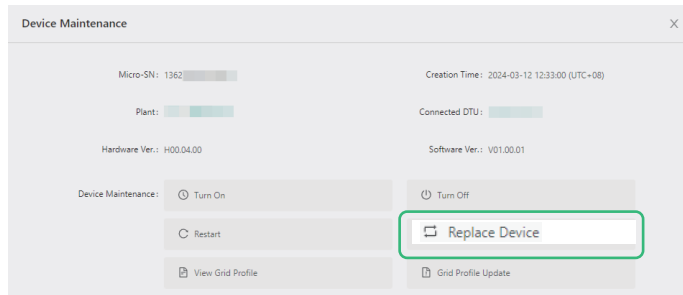 Device Maintenance
Micro-SN: 1362
Creation Time: 2024-03-12 12:33:00 (UTC+08)
Plant:
Connected DTU:
Hardware Ver.: H00.04.00
Software Ver.: V01.00.01
Device Maintenance:
Turn On
Turn Off
Restart
Replace Device
View Grid Profile
Grid Profile Update